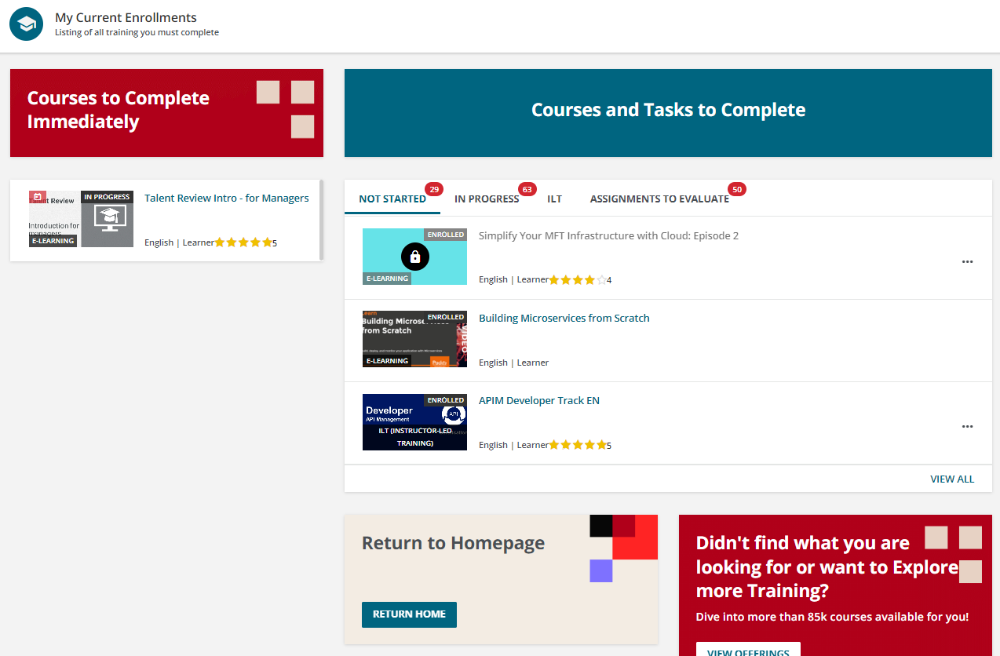 My Current Enrollments
Listing of all training you must complete
Courses to Complete
Immediately
Courses and Tasks to Complete
Talent Review
IN PROGRESS
Introduction for
managers
E-LEARNING
Talent Review Intro - for Managers
English | Learner
5
NOT STARTED
29
IN PROGRESS
63
ILT
ASSIGNMENTS TO EVALUATE
50
ENROLLED
E-LEARNING
Simplify Your MFT Infrastructure with Cloud: Episode 2
English | Learner
4
Learn
ENROLLED
Building
from Scratch
VIDEO
E-LEARNING
Packt
Building Microservices from Scratch
English | Learner
ENROLLED
Developer
API Management
API
ILT (INSTRUCTOR-LED
TRAINING)
APIM Developer Track EN
English | Learner
5
VIEW ALL
Return to Homepage
RETURN HOME
Didn't find what you are
looking for or want to Explore
more Training?
Dive into more than 85k courses available for you!
VIEW OFFERINGS